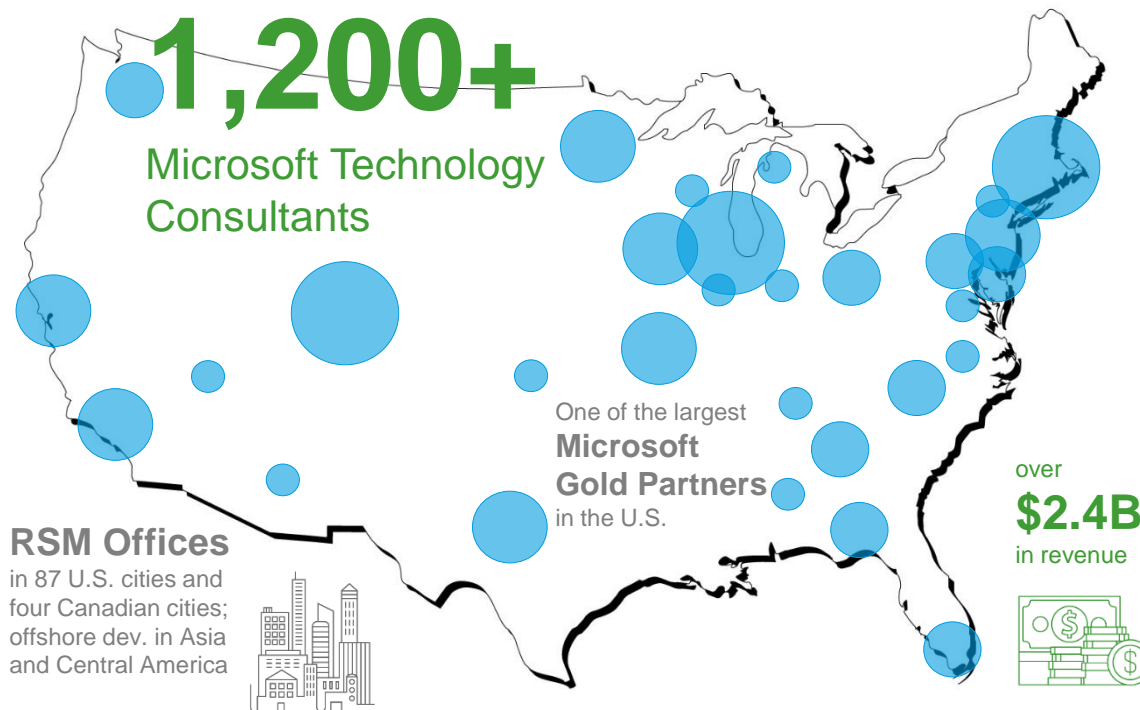 1,200+
Microsoft Technology
Consultants
One of the largest
Microsoft
Gold Partners
in the U.S.
over
$2.4B
in revenue
RSM Offices
in 87 U.S. cities and
four Canadian cities;
offshore dev. in Asia
and Central America
$
$